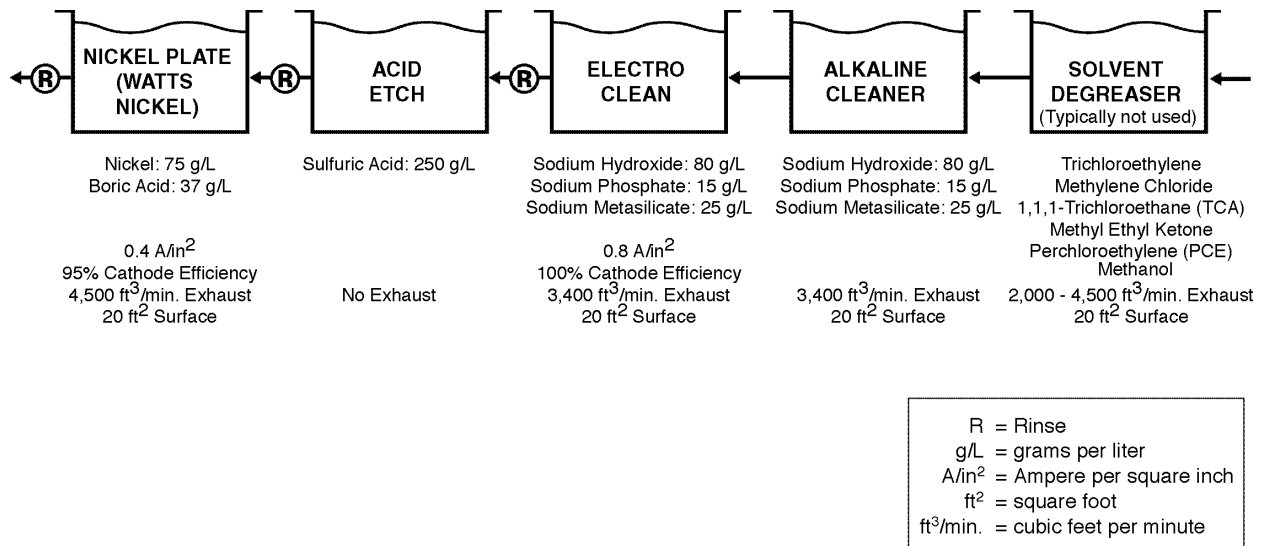 NICKEL PLATE
(WATTS
NICKEL)
R
Nickel: 75 g/L
Boric Acid: 37 g/L
0.4 A/in²
95% Cathode Efficiency
4,500 ft³/min. Exhaust
20 ft² Surface
R
ACID
ETCH
Sulfuric Acid: 250 g/L
No Exhaust
R
ELECTRO
CLEAN
Sodium Hydroxide: 80 g/L
Sodium Phosphate: 15 g/L
Sodium Metasilicate: 25 g/L
0.8 A/in²
100% Cathode Efficiency
3,400 ft³/min. Exhaust
20 ft² Surface
ALKALINE
CLEANER
Sodium Hydroxide: 80 g/L
Sodium Phosphate: 15 g/L
Sodium Metasilicate: 25 g/L
3,400 ft³/min. Exhaust
20 ft² Surface
SOLVENT
DEGREASER
(Typically not used)
Trichloroethylene
Methylene Chloride
1,1,1-Trichloroethane (TCA)
Methyl Ethyl Ketone
Perchloroethylene (PCE)
Methanol
2,000 - 4,500 ft³/min. Exhaust
20 ft² Surface
R = Rinse
g/L = grams per liter
A/in² = Ampere per square inch
ft² = square foot
ft³/min. = cubic feet per minute